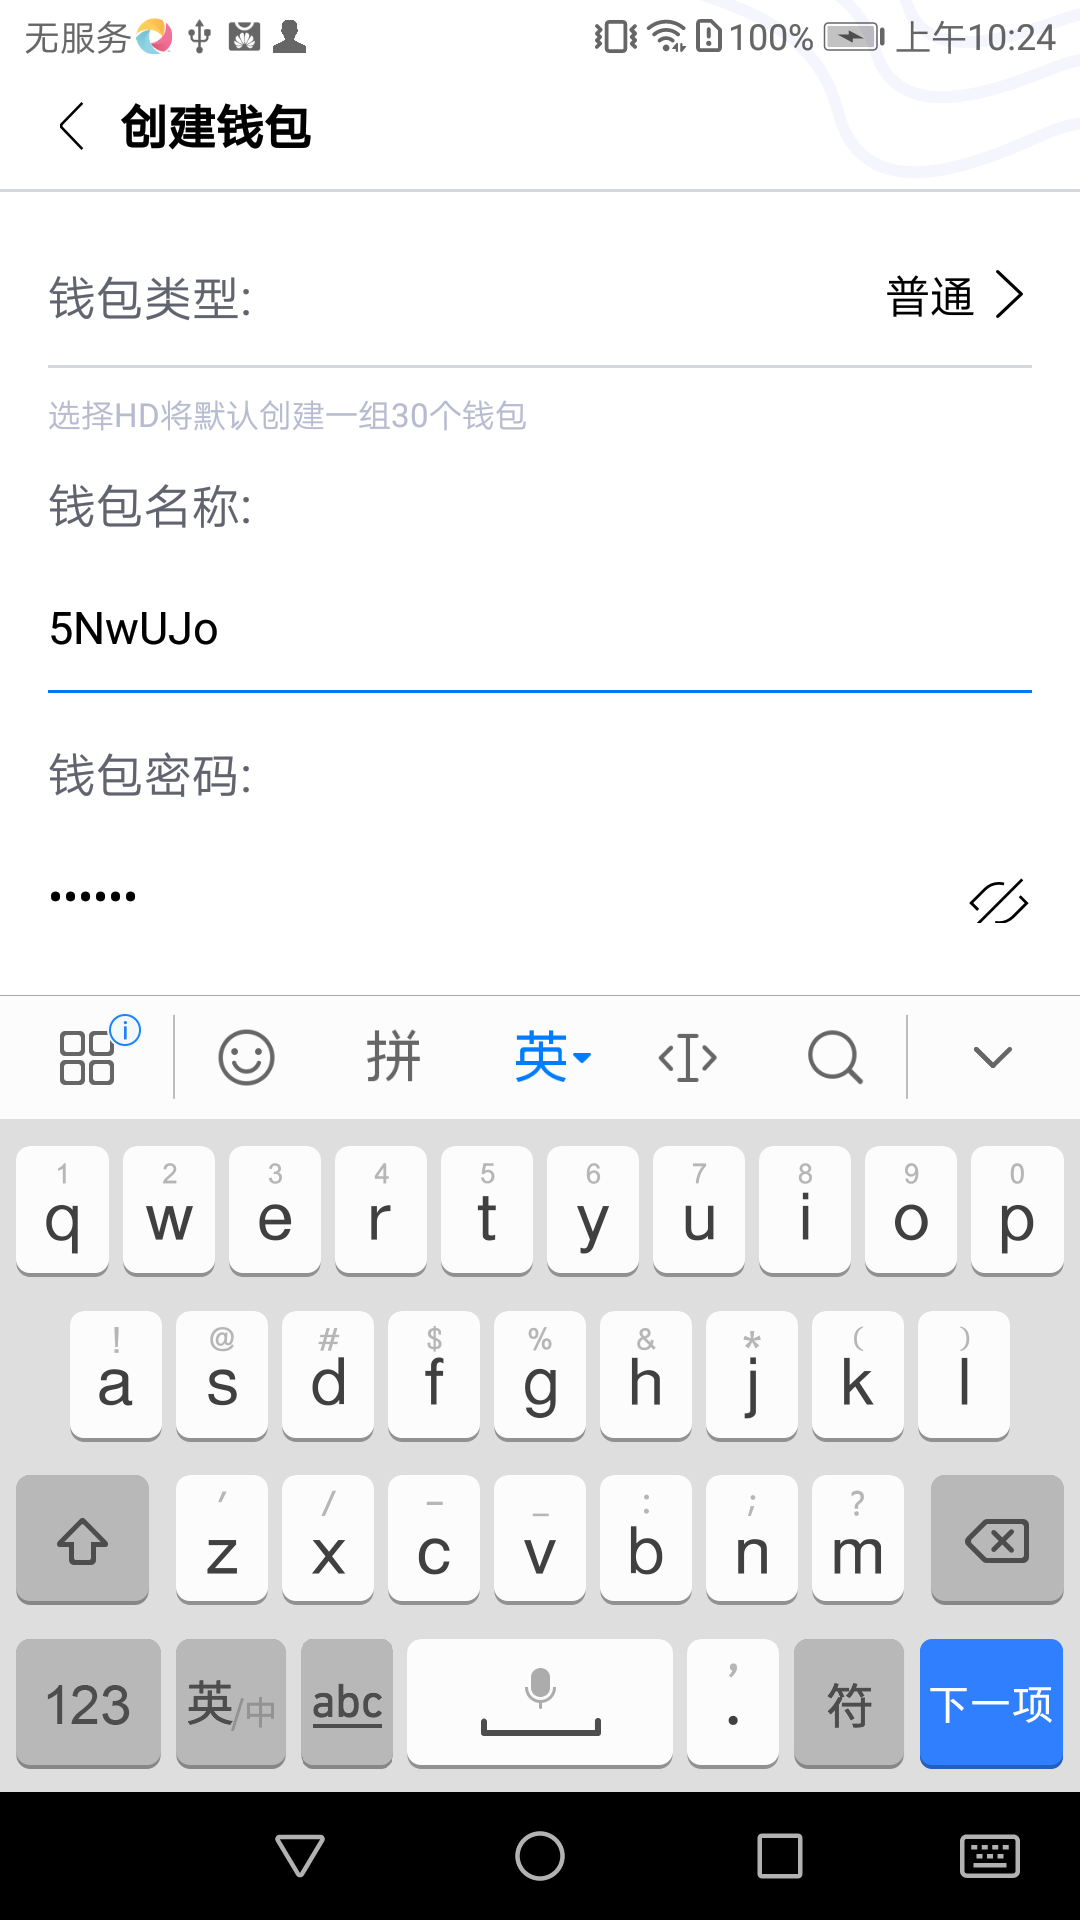 无服务 100% 上午10:24
创建钱包
钱包类型: 普通
选择HD将默认创建一组30个钱包
钱包名称:
5NwUJo
钱包密码:
••••••
拼 英
1 2 3 4 5 6 7 8 9 0
q w e r t y u i o p
! @ # $ % & * ( )
a s d f g h j k l
' / - _ : ; ?
z x c v b n m
123 英/中 abc , . 符 下一项